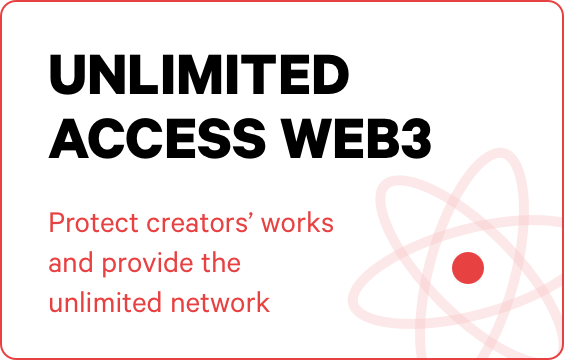 UNLIMITED
ACCESS WEB3
Protect creators’ works
and provide the
unlimited network